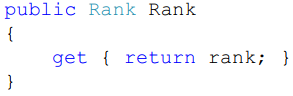 public Rank Rank
{
    get { return rank; }
}